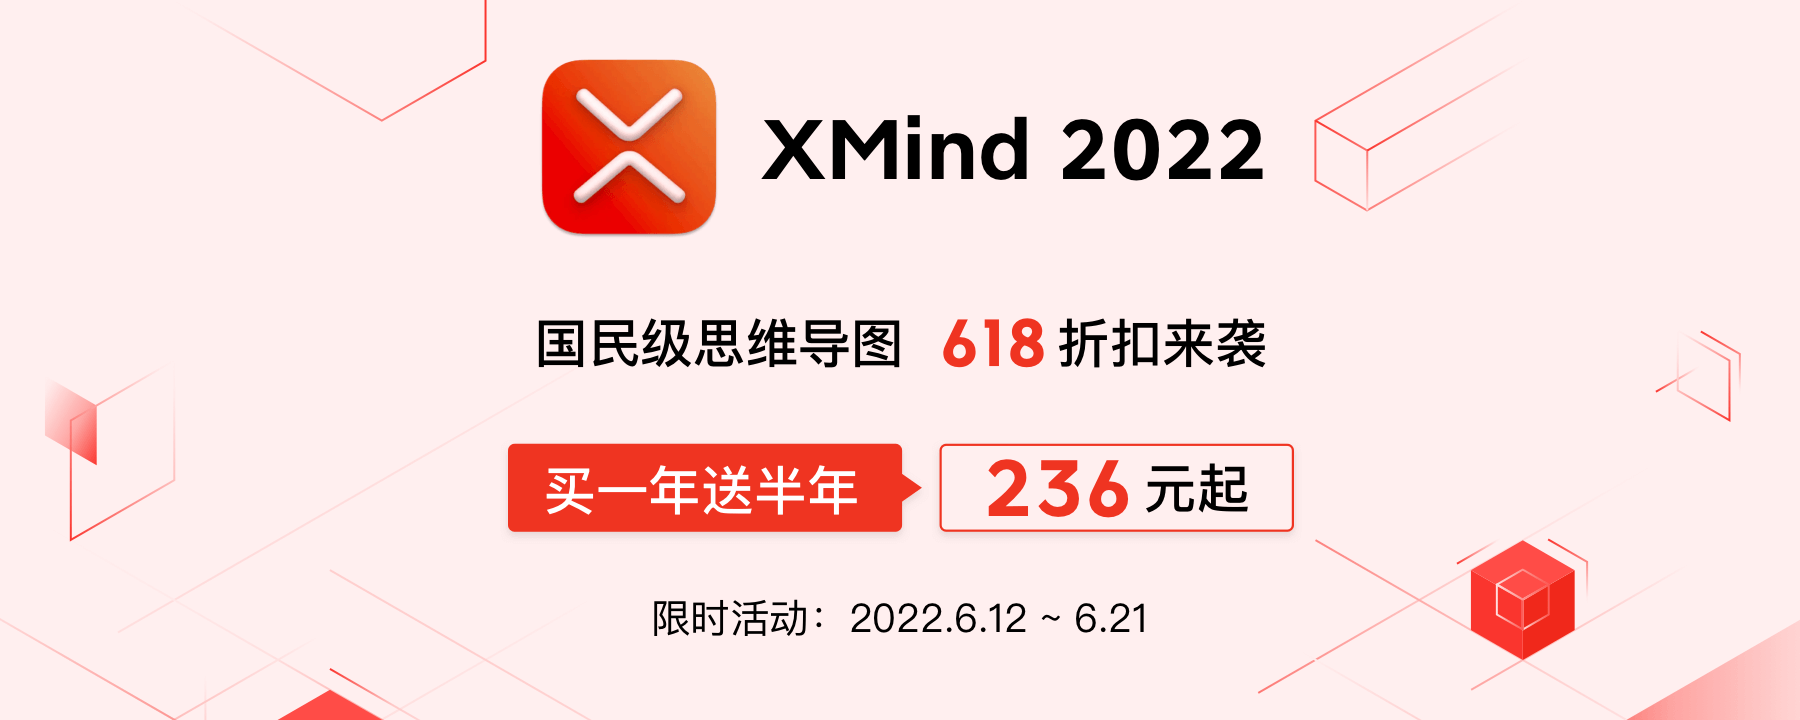 XMind 2022
国民级思维导图 618 折扣来袭
买一年送半年 236 元起
限时活动：2022.6.12 ~ 6.21